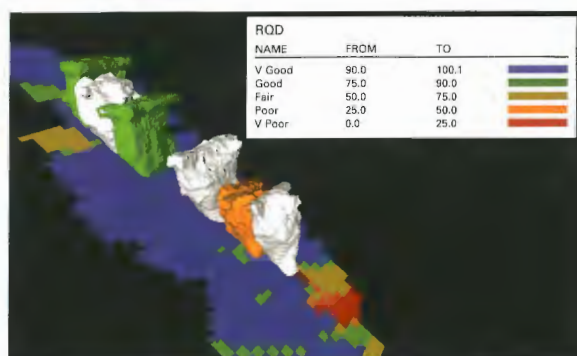 RQD
NAME FROM TO
V Good 90.0 100.1
Good 75.0 90.0
Fair 50.0 75.0
Poor 25.0 50.0
V Poor 0.0 25.0